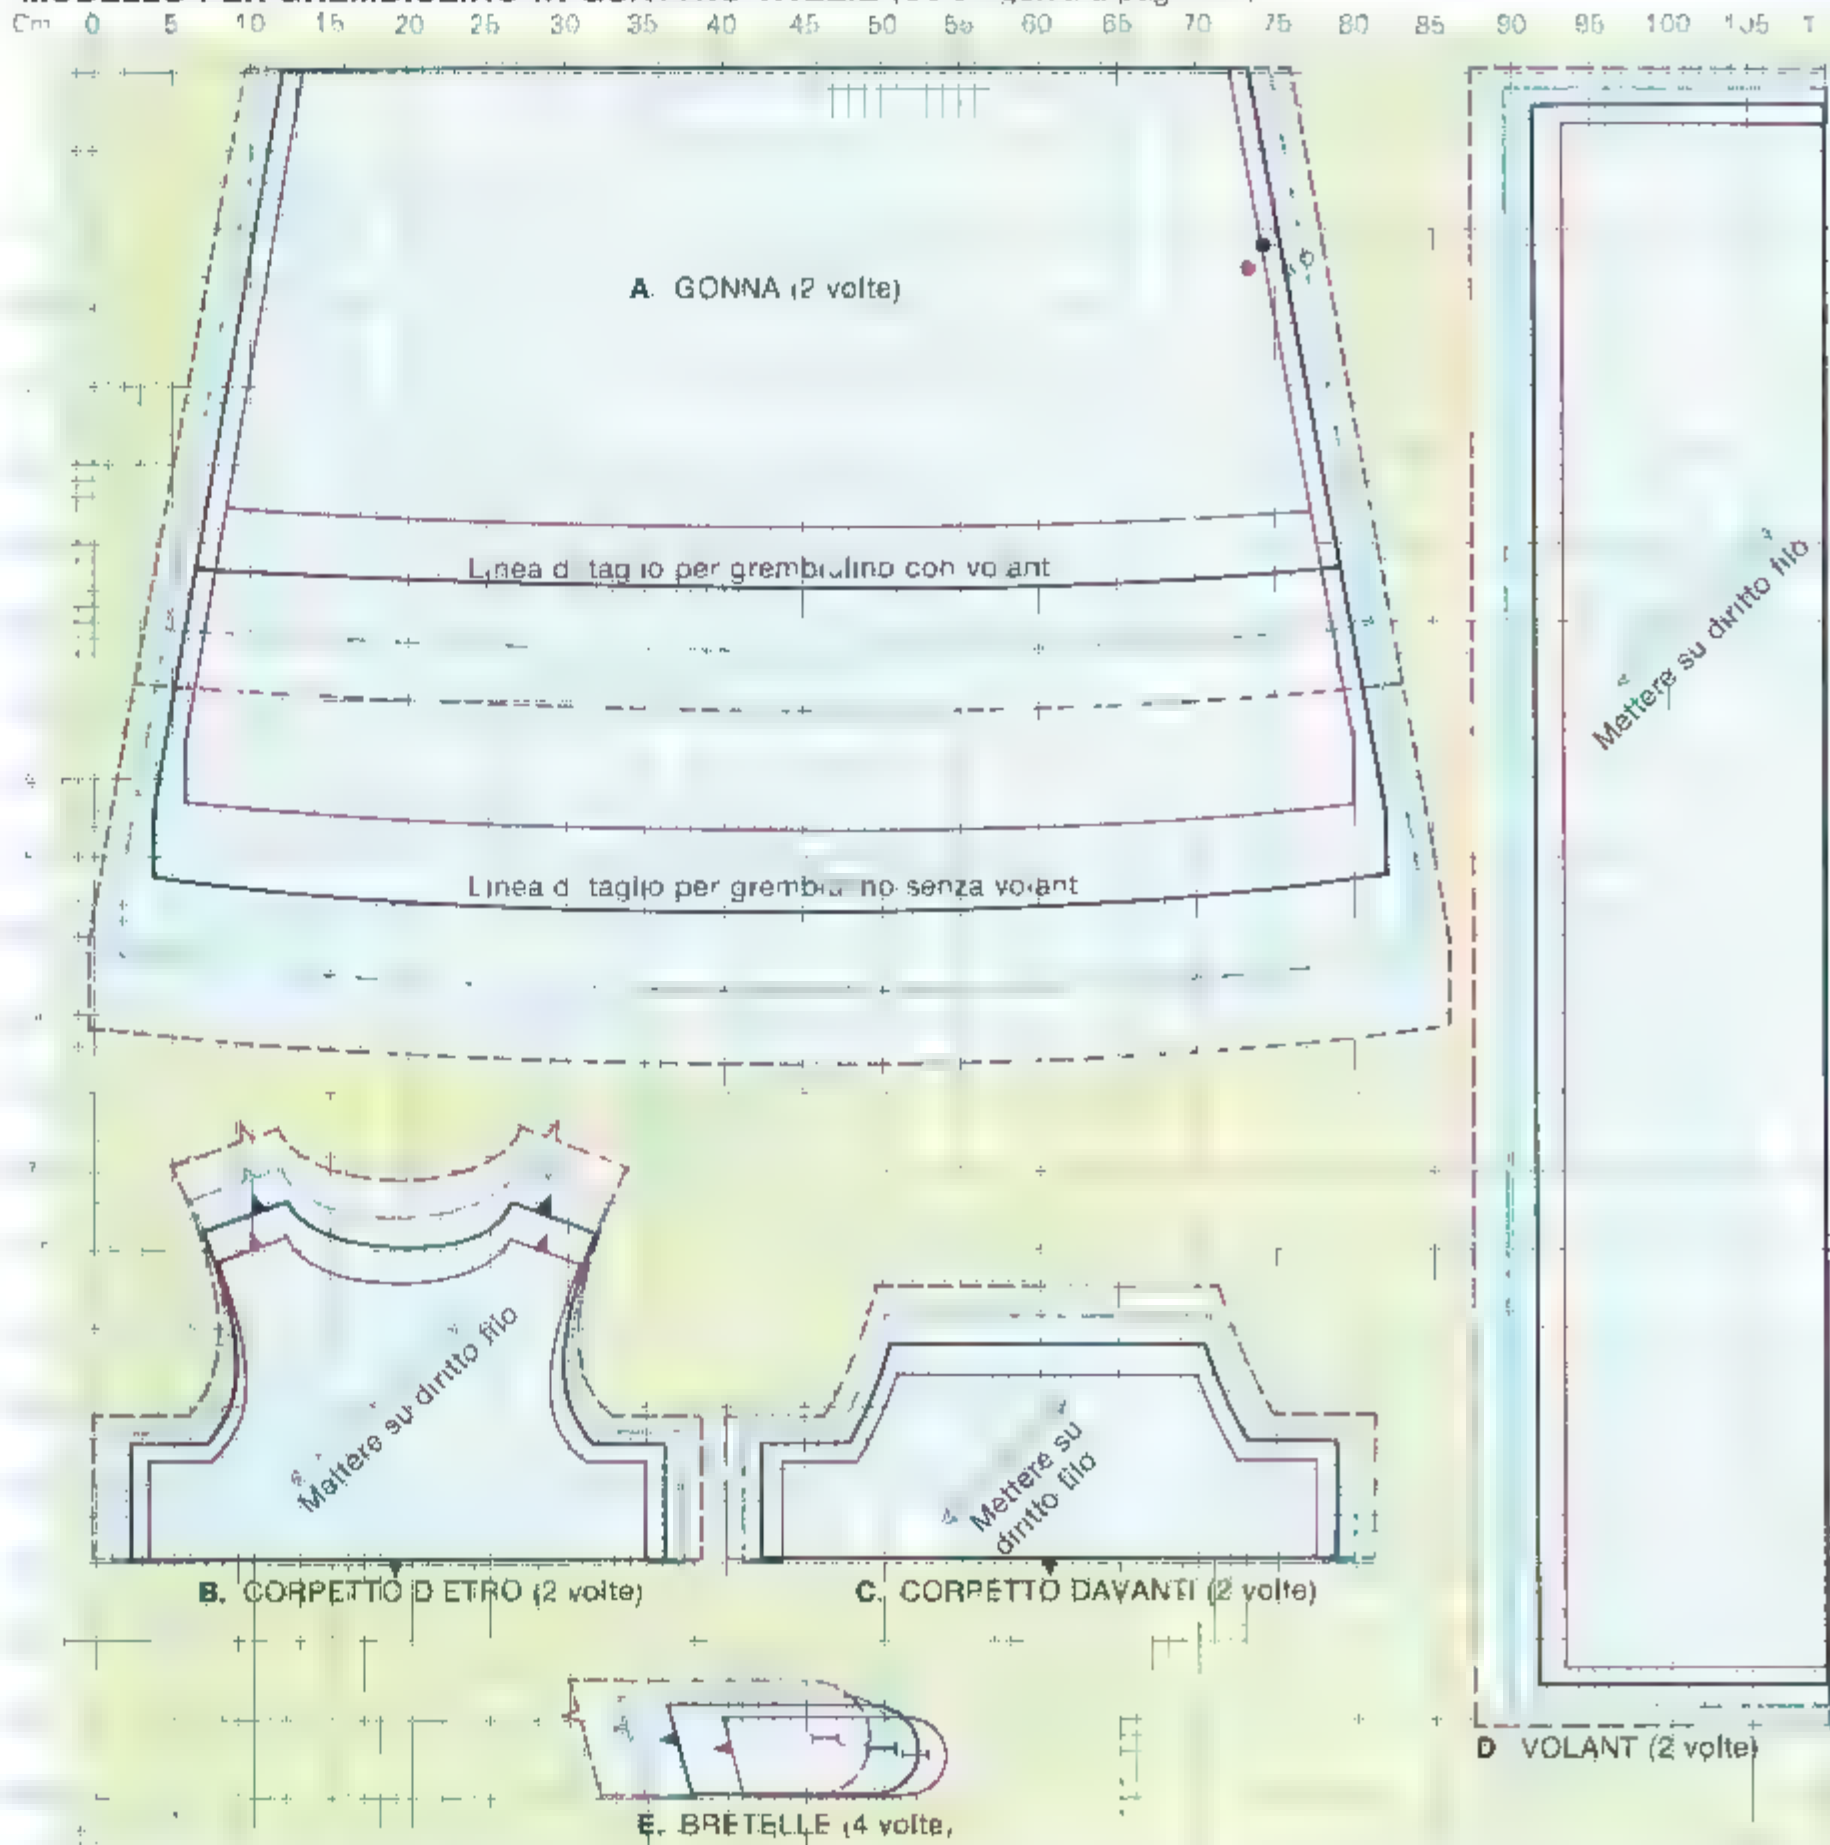 Cm 0 5 10 15 20 25 30 35 40 45 50 55 60 65 70 75 80 85 90 95 100 105
A. GONNA (2 volte)
Linea di taglio per grembiulino con volant
Linea di taglio per grembiulino senza volant
Mettere su diritto filo
Mettere su diritto filo
Mettere su
diritto filo
B. CORPETTO DIETRO (2 volte)
C. CORPETTO DAVANTI (2 volte)
D VOLANT (2 volte)
E. BRETELLE (4 volte)